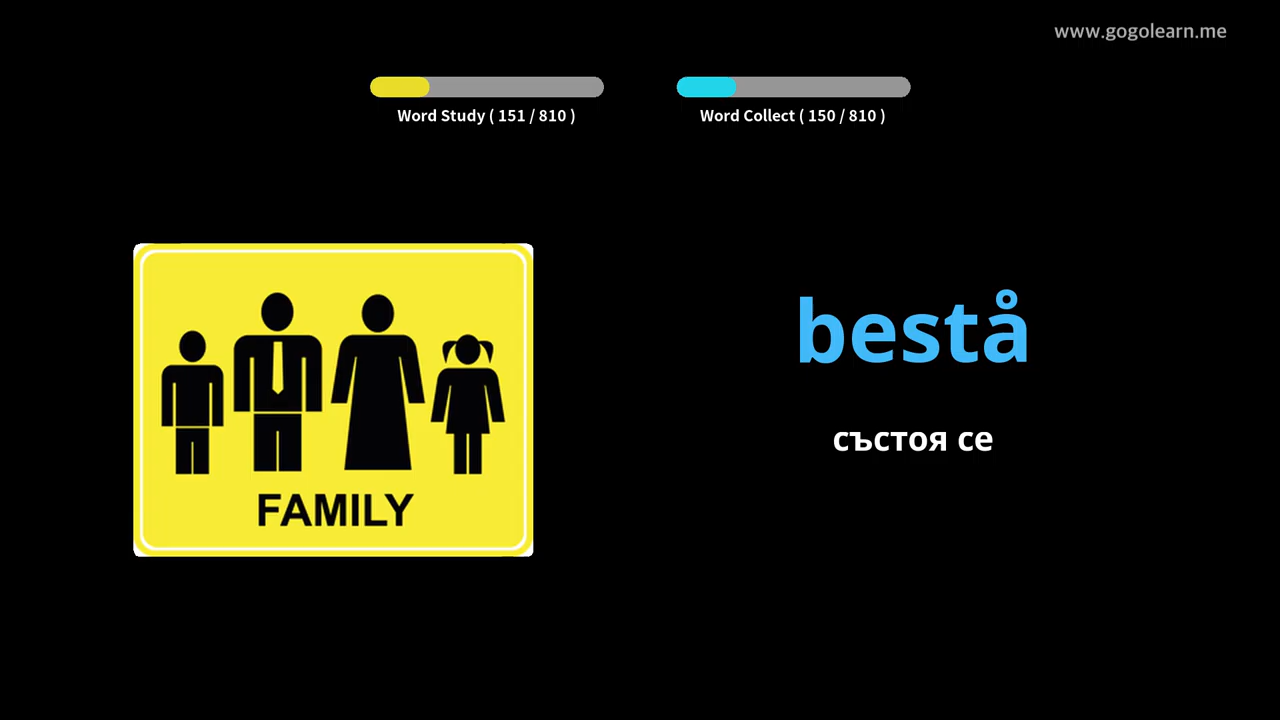 www.gogolearn.me
Word Study ( 151 / 810 )
Word Collect ( 150 / 810 )
bestå
състоя се
FAMILY